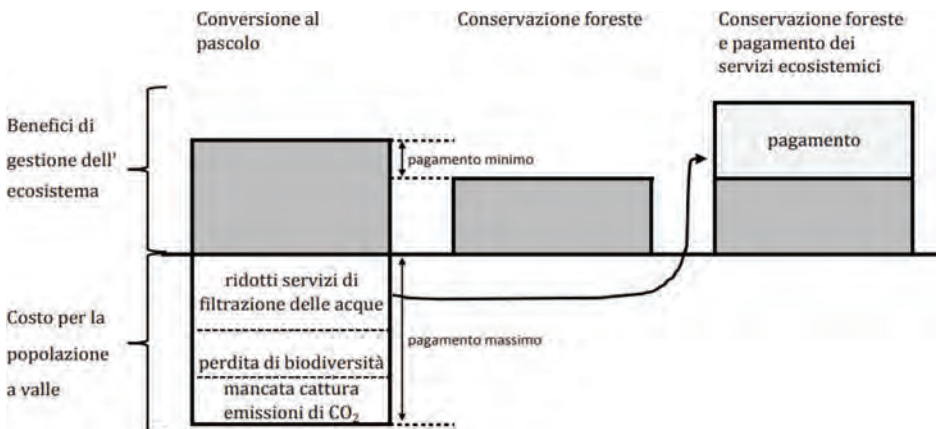 Conversione al
pascolo
Conservazione foreste
Conservazione foreste
e pagamento dei
servizi ecosistemici
Benefici di
gestione dell'
ecosistema
pagamento minimo
pagamento
Costo per la
popolazione
a valle
ridotti servizi di
filtrazione delle acque
perdita di biodiversità
mancata cattura
emissioni di CO₂
pagamento massimo